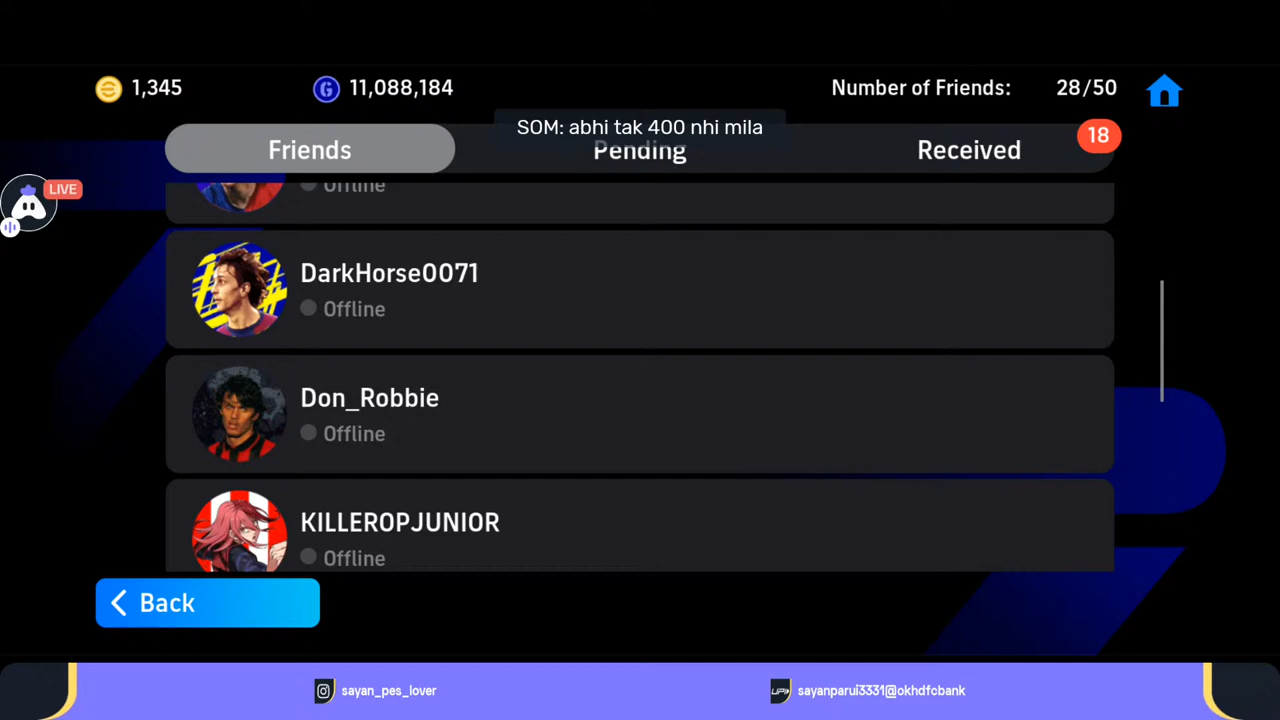 1,345
11,088,184
Number of Friends: 28/50
SOM: abhi tak 400 nhi mila
Friends
Pending
Received
18
LIVE
Offline
DarkHorse0071
Offline
Don_Robbie
Offline
KILLEROPJUNIOR
Offline
Back
sayan_pes_lover
UPI
sayanparui3331@okhdfcbank